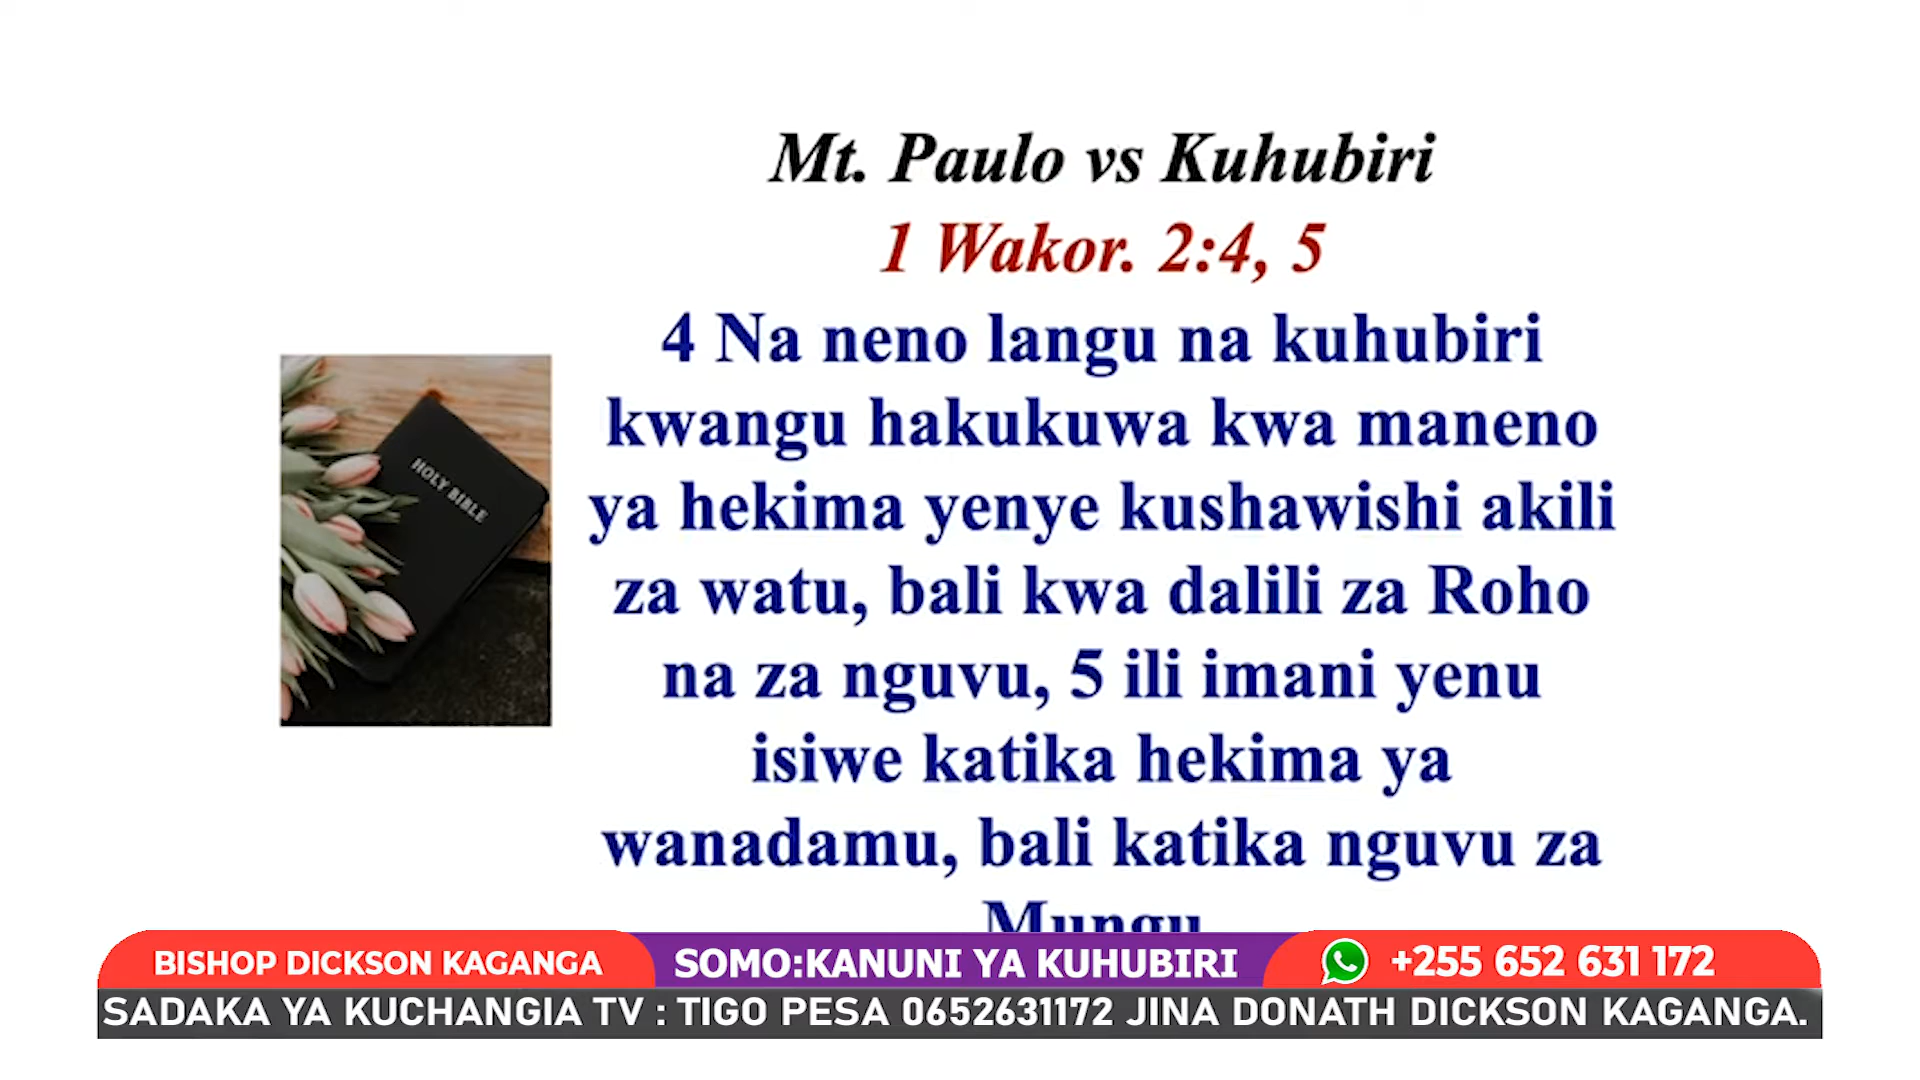 Mt. Paulo vs Kuhubiri
1 Wakor. 2:4, 5
4 Na neno langu na kuhubiri
kwangu hakukuwa kwa maneno
ya hekima yenye kushawishi akili
za watu, bali kwa dalili za Roho
na za nguvu, 5 ili imani yenu
isiwe katika hekima ya
wanadamu, bali katika nguvu za
Mungu
HOLY BIBLE
BISHOP DICKSON KAGANGA
SOMO:KANUNI YA KUHUBIRI
+255 652 631 172
SADAKA YA KUCHANGIA TV : TIGO PESA 0652631172 JINA DONATH DICKSON KAGANGA.